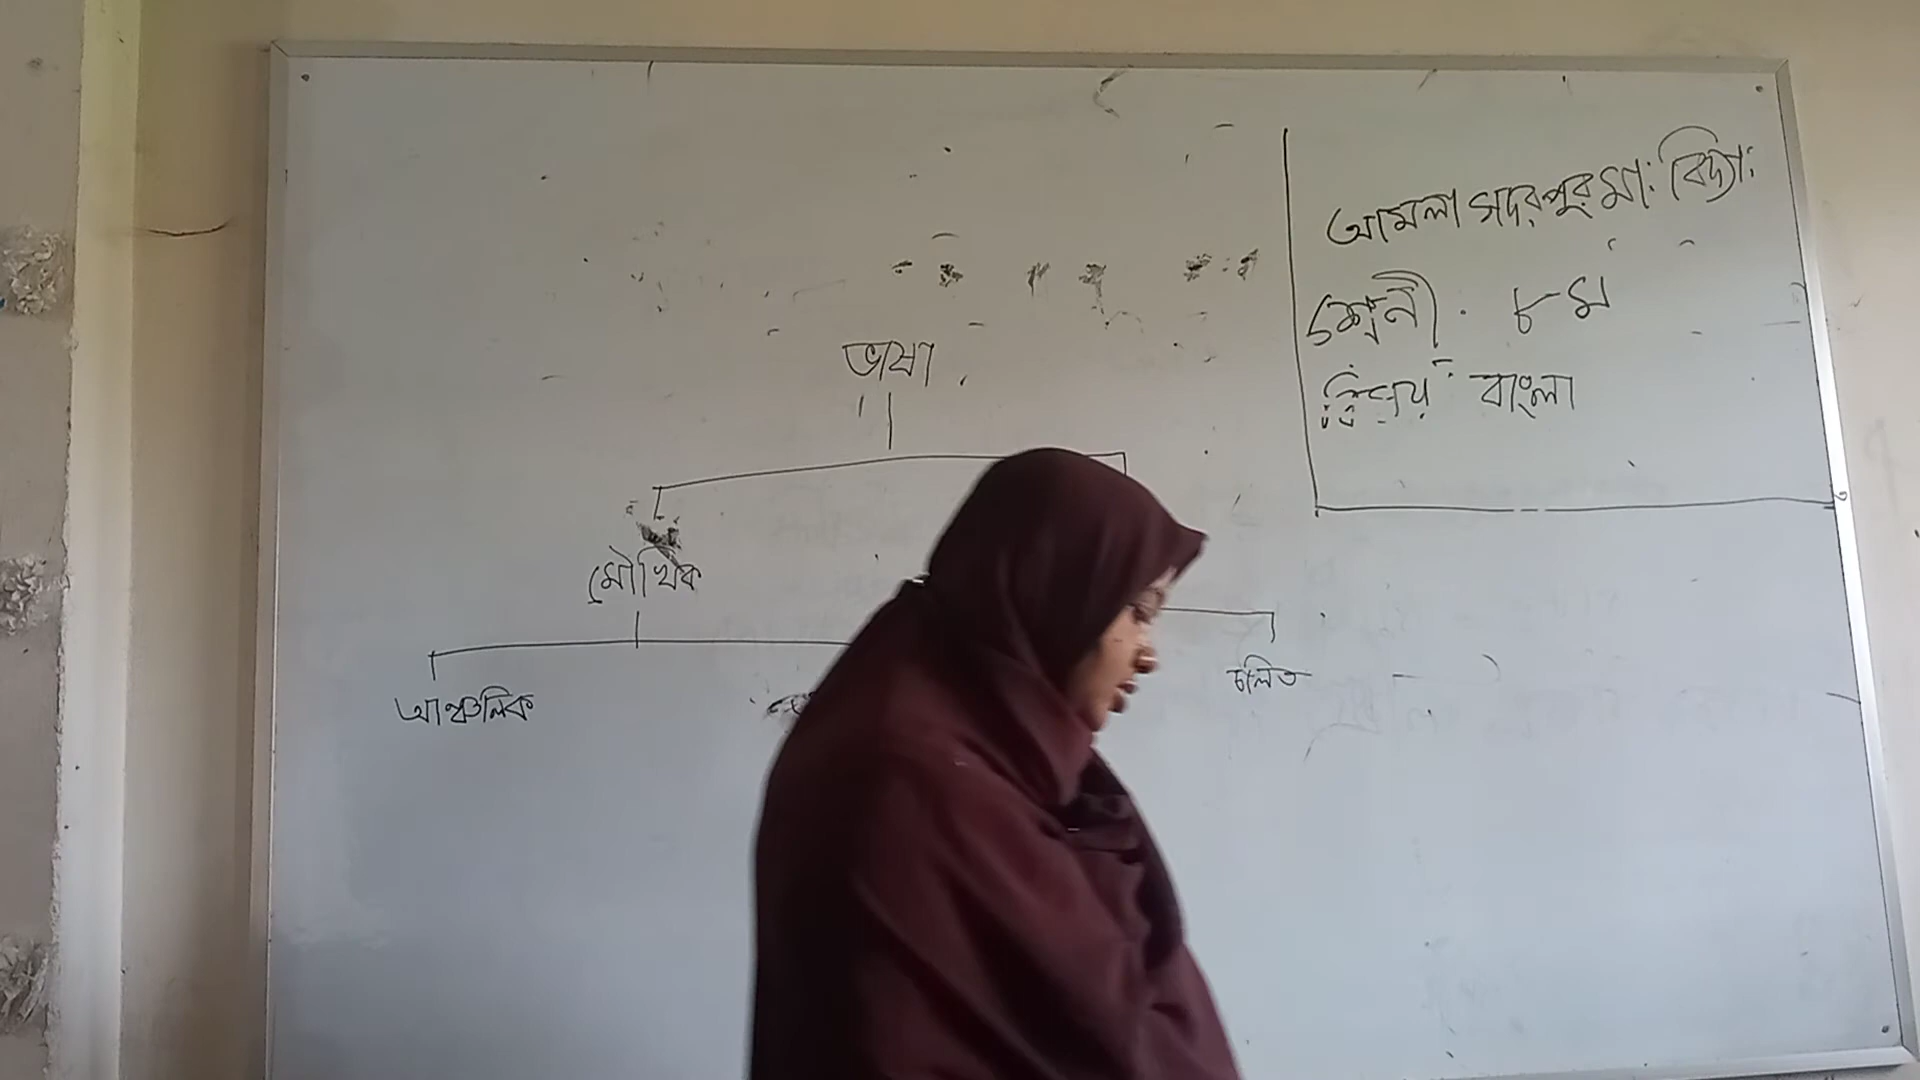 আমলা সদরপুর মা: বিদ্যা:
শ্রেনী. ৮ম
বিষয় বাংলা
ভাষা
মৌখিক
আঞ্চলিক
চলিত